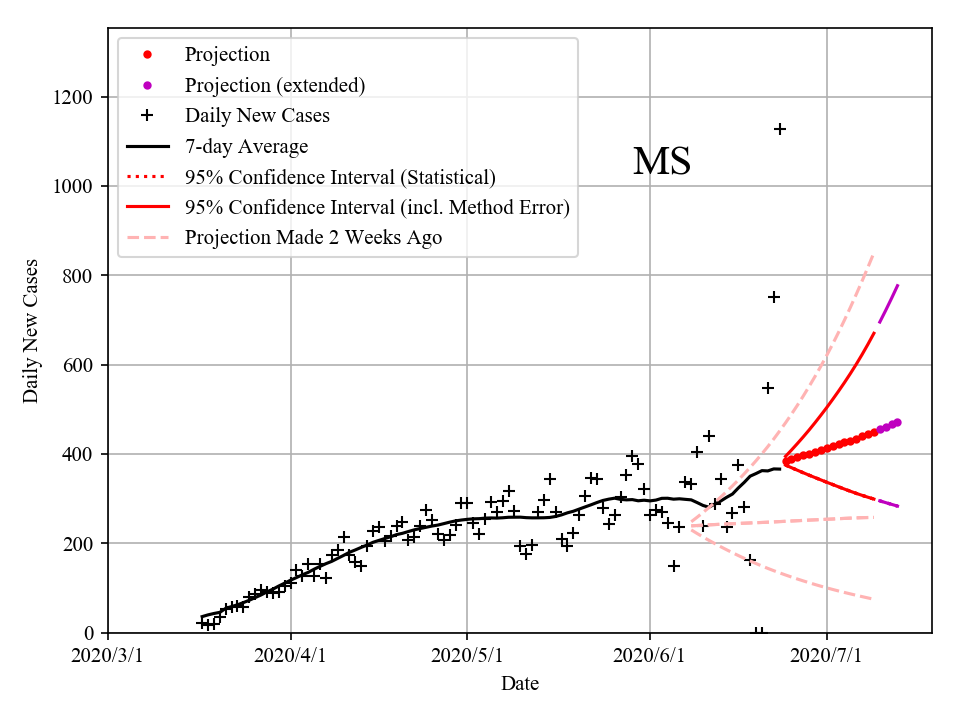 Projection
Projection (extended)
Daily New Cases
7-day Average
95% Confidence Interval (Statistical)
95% Confidence Interval (incl. Method Error)
Projection Made 2 Weeks Ago
MS
1200
1000
800
600
400
200
0
Daily New Cases
2020/3/1 2020/4/1 2020/5/1 2020/6/1 2020/7/1
Date